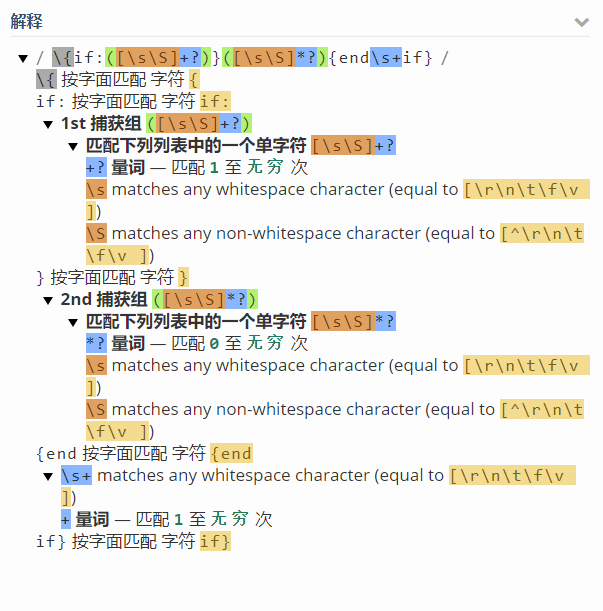 解释
/ \{if:([\s\S]+?)}([\s\S]*?){end\s+if} /
\{ 按字面匹配 字符 {
if: 按字面匹配 字符 if:
1st 捕获组 ([\s\S]+?)
匹配下列列表中的一个单字符 [\s\S]+?
+? 量词 — 匹配 1 至 无穷 次
\s matches any whitespace character (equal to [\r\n\t\f\v
])
\S matches any non-whitespace character (equal to [^\r\n\t
\f\v ])
} 按字面匹配 字符 }
2nd 捕获组 ([\s\S]*?)
匹配下列列表中的一个单字符 [\s\S]*?
*? 量词 — 匹配 0 至 无穷 次
\s matches any whitespace character (equal to [\r\n\t\f\v
])
\S matches any non-whitespace character (equal to [^\r\n\t
\f\v ])
{end 按字面匹配 字符 {end
\s+ matches any whitespace character (equal to [\r\n\t\f\v
])
+ 量词 — 匹配 1 至 无穷 次
if} 按字面匹配 字符 if}